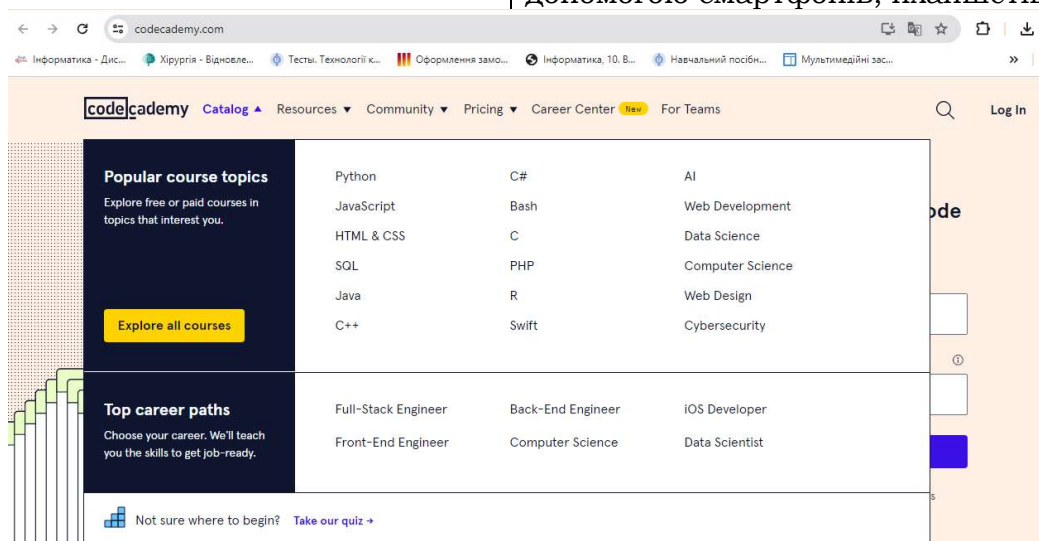 допомогою смартфонів, планшетів
codecademy.com
Інформатика - Дис... Хірургія - Відновле... Тесты. Технології к... Оформлення замо... Інформатика, 10. В... Навчальний посібн... Мультимедійні зас... »
codecademy Catalog ▲ Resources ▼ Community ▼ Pricing ▼ Career Center New For Teams Log In
Popular course topics
Explore free or paid courses in
topics that interest you.
Explore all courses
Python C# AI
JavaScript Bash Web Development
HTML & CSS C Data Science
SQL PHP Computer Science
Java R Web Design
C++ Swift Cybersecurity
ode
Top career paths
Choose your career. We'll teach
you the skills to get job-ready.
Full-Stack Engineer Back-End Engineer iOS Developer
Front-End Engineer Computer Science Data Scientist
s
Not sure where to begin? Take our quiz →